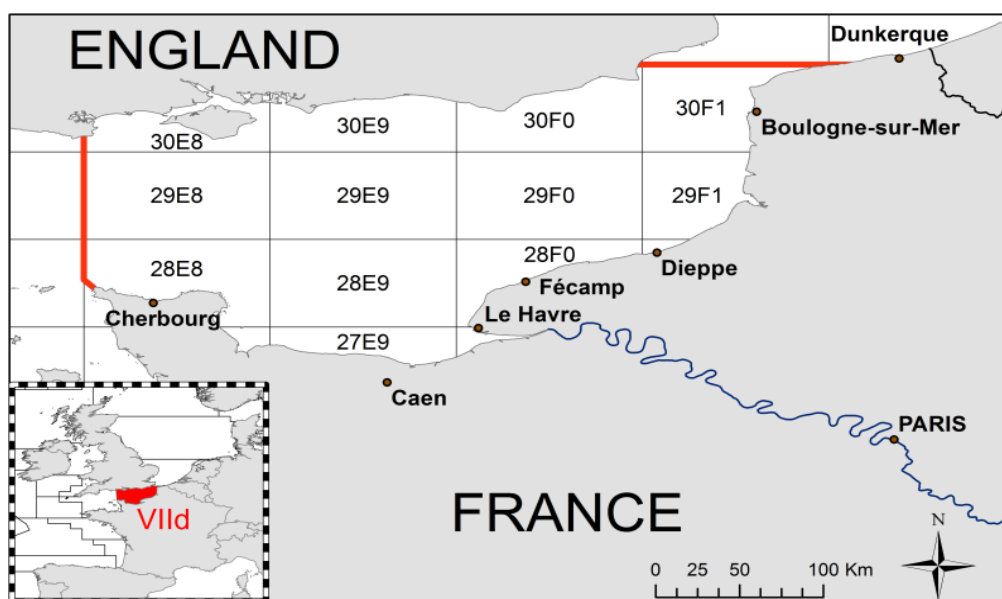 ENGLAND
Dunkerque
30E8
30E9
30F0
30F1
Boulogne-sur-Mer
29E8
29E9
29F0
29F1
28E8
28E9
28F0
Dieppe
Fécamp
Cherbourg
Le Havre
27E9
Caen
PARIS
VIId
FRANCE
N
0 25 50 100 Km